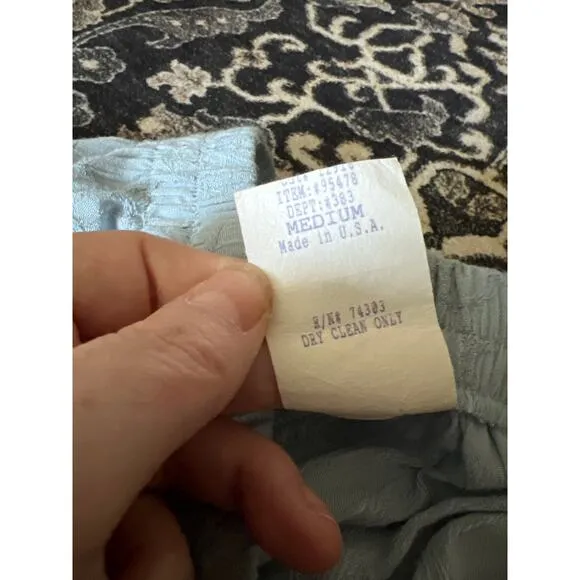 ITEM:#95478
DEPT:#383
MEDIUM
Made in U.S.A.
R/N# 74303
DRY CLEAN ONLY